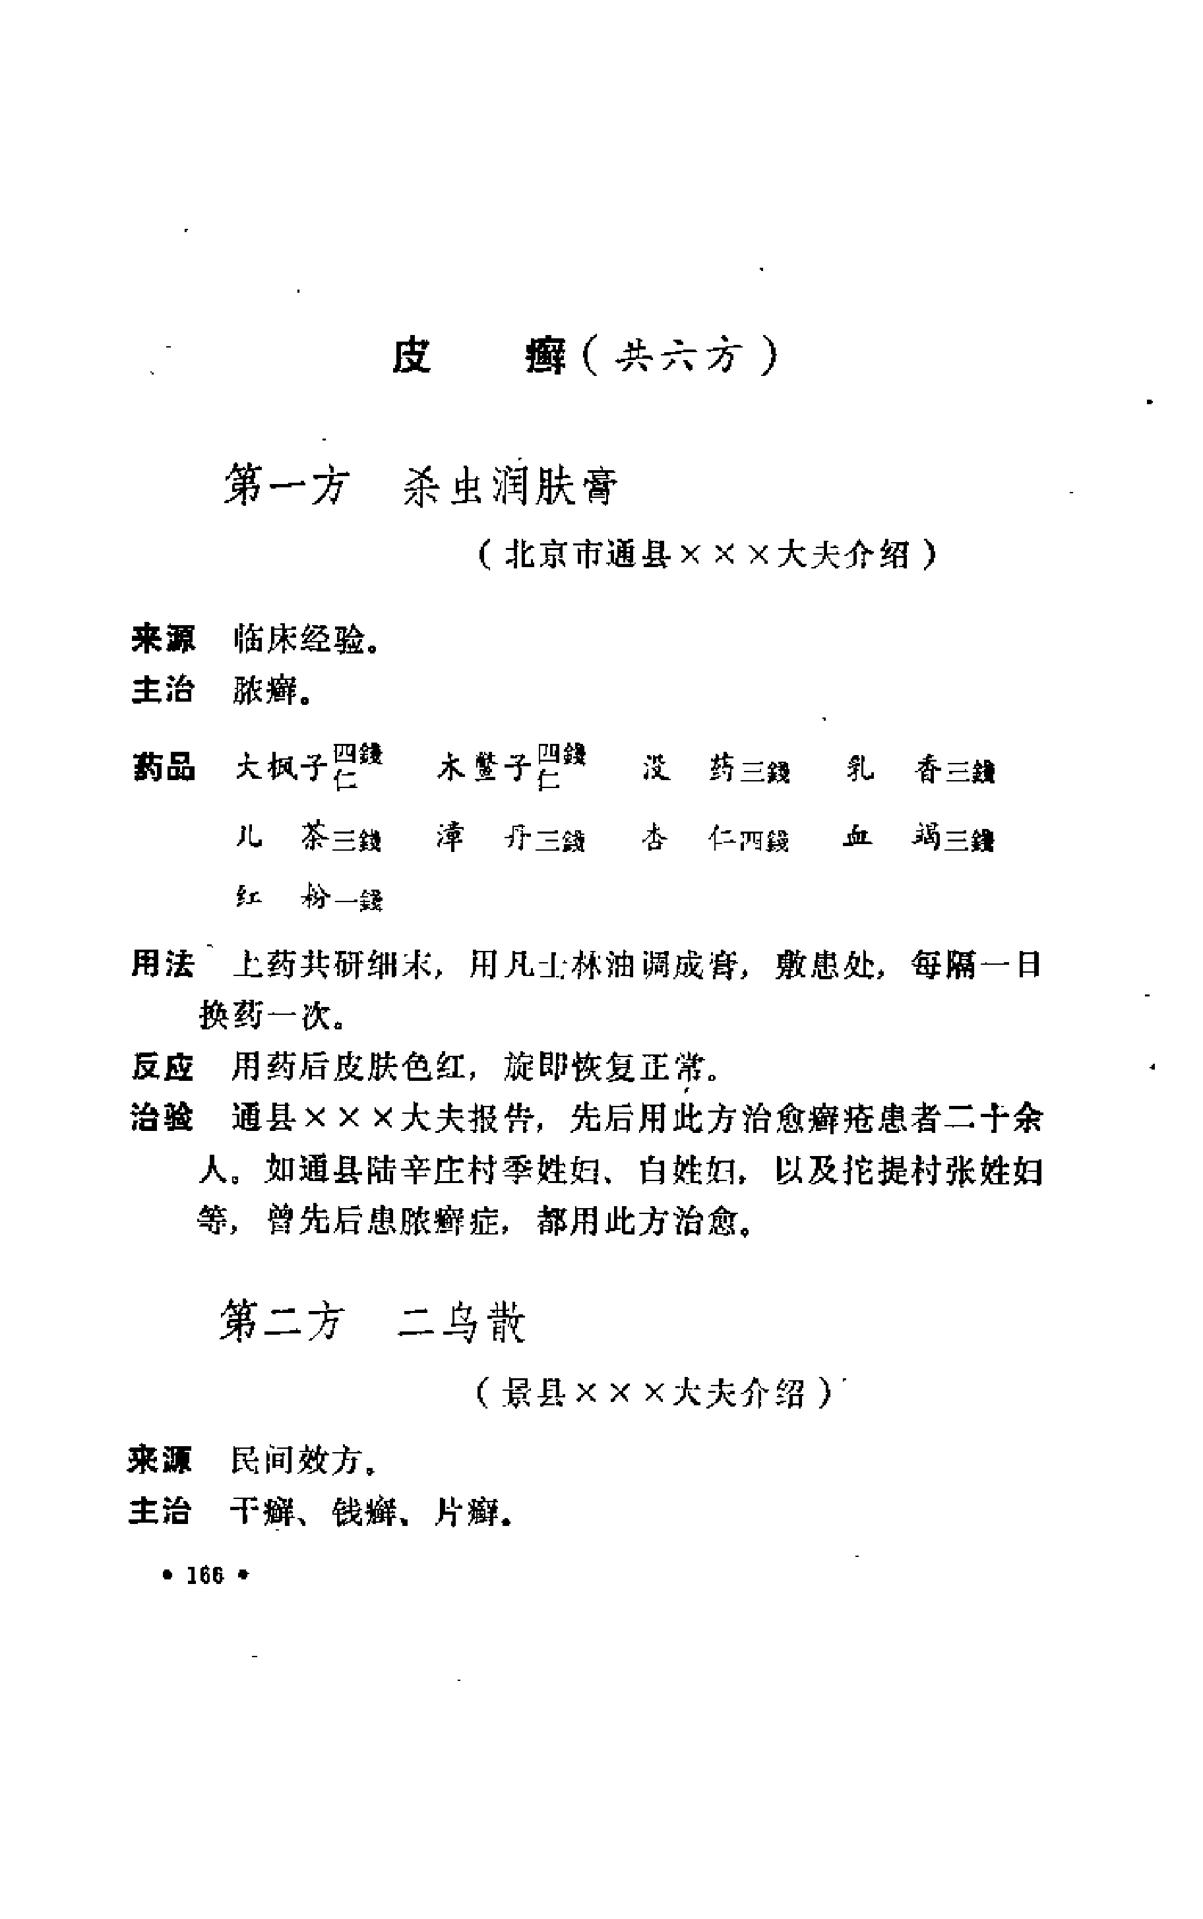 皮　癣（共六方）
第一方　杀虫润肤膏
（北京市通县×××大夫介绍）
来源　临床经验。
主治　脓癣。
药品　大枫子仁四錢　木鳖子仁四錢　没　药三錢　乳　香三錢
儿　茶三錢　漳　丹三錢　杏　仁四錢　血　竭三錢
红　粉一錢
用法　上药共研细末，用凡士林油调成膏，敷患处，每隔一日
换药一次。
反应　用药后皮肤色红，旋即恢复正常。
治验　通县×××大夫报告，先后用此方治愈癣疮患者二十余
人。如通县陆辛庄村季姓妇、白姓妇，以及坨提村张姓妇
等，曾先后患脓癣症，都用此方治愈。
第二方　二乌散
（景县×××大夫介绍）
来源　民间效方。
主治　干癣、钱癣、片癣。
• 166 •